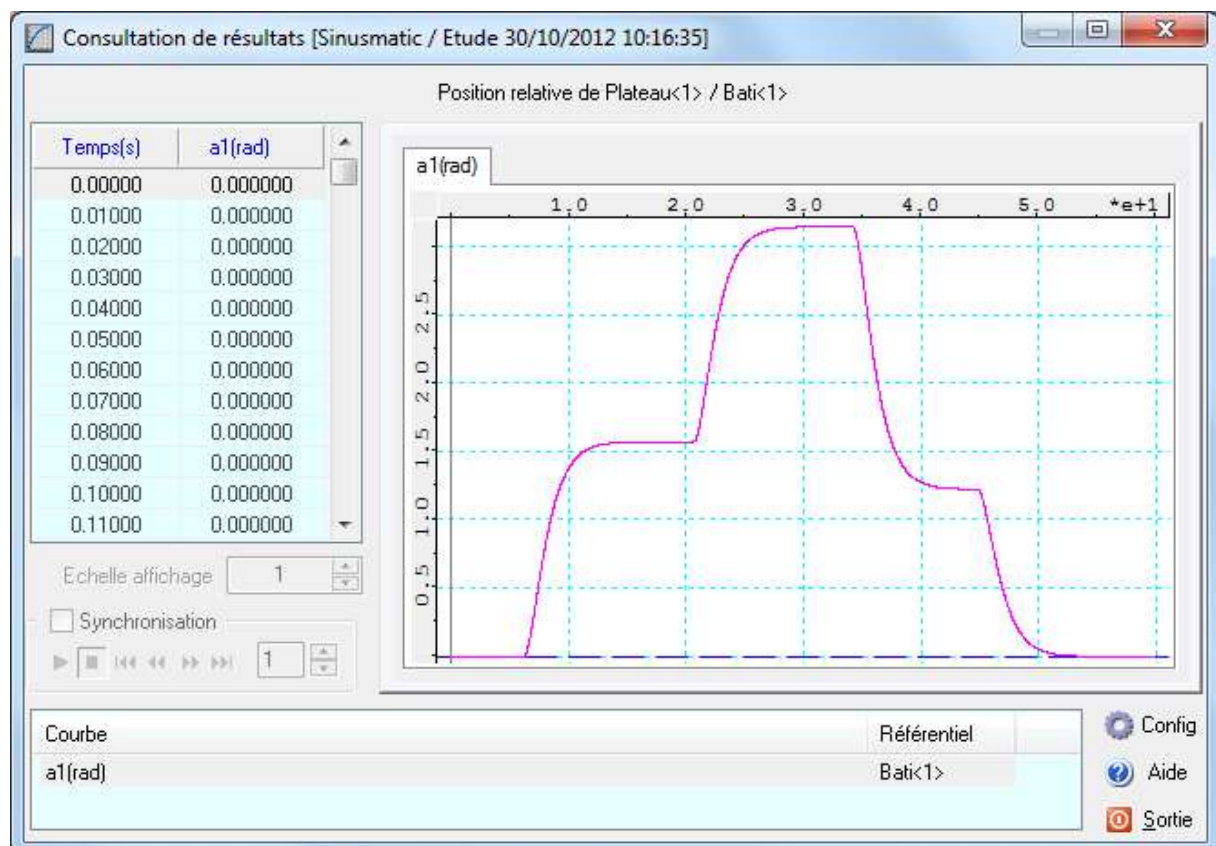 Consultation de résultats [Sinusmatic / Etude 30/10/2012 10:16:35]
Position relative de Plateau<1> / Bati<1>
Temps(s) a1(rad)
0.00000 0.000000
0.01000 0.000000
0.02000 0.000000
0.03000 0.000000
0.04000 0.000000
0.05000 0.000000
0.06000 0.000000
0.07000 0.000000
0.08000 0.000000
0.09000 0.000000
0.10000 0.000000
0.11000 0.000000
Echelle affichage 1
Synchronisation
1
a1(rad)
1.0 2.0 3.0 4.0 5.0 *e+1
2.5
2.0
1.5
1.0
0.5
Courbe Référentiel
a1(rad) Bati<1>
Config
Aide
Sortie